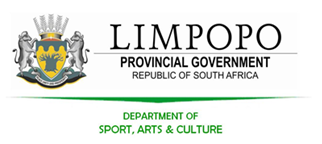 LIMPOPO
PROVINCIAL GOVERNMENT
REPUBLIC OF SOUTH AFRICA
DEPARTMENT OF
SPORT, ARTS & CULTURE